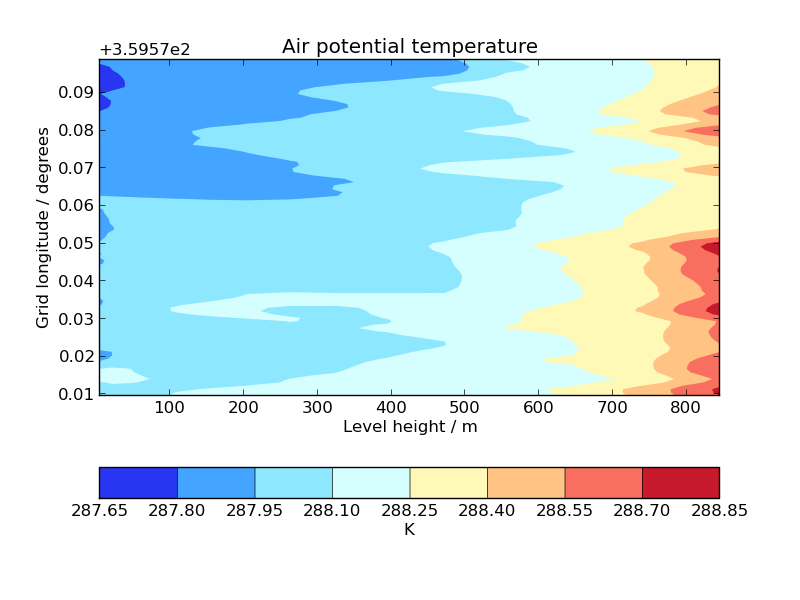 Air potential temperature
+3.5957e2
0.09
0.08
0.07
0.06
0.05
0.04
0.03
0.02
0.01
Grid longitude / degrees
100 200 300 400 500 600 700 800
Level height / m
287.65 287.80 287.95 288.10 288.25 288.40 288.55 288.70 288.85
K